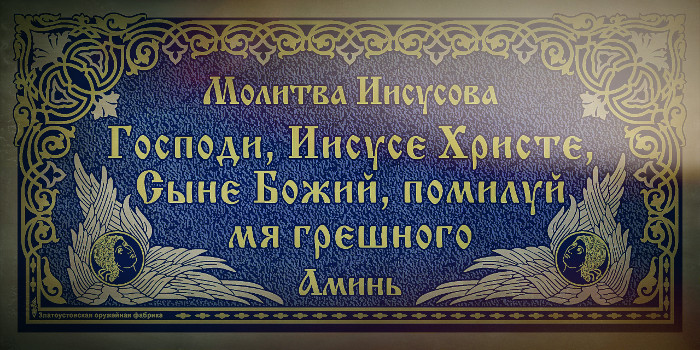 Молитва Иисусова
Господи, Иисусе Христе,
Сыне Божий, помилуй
мя грешного
Аминь
Златоустовская оружейная фабрика